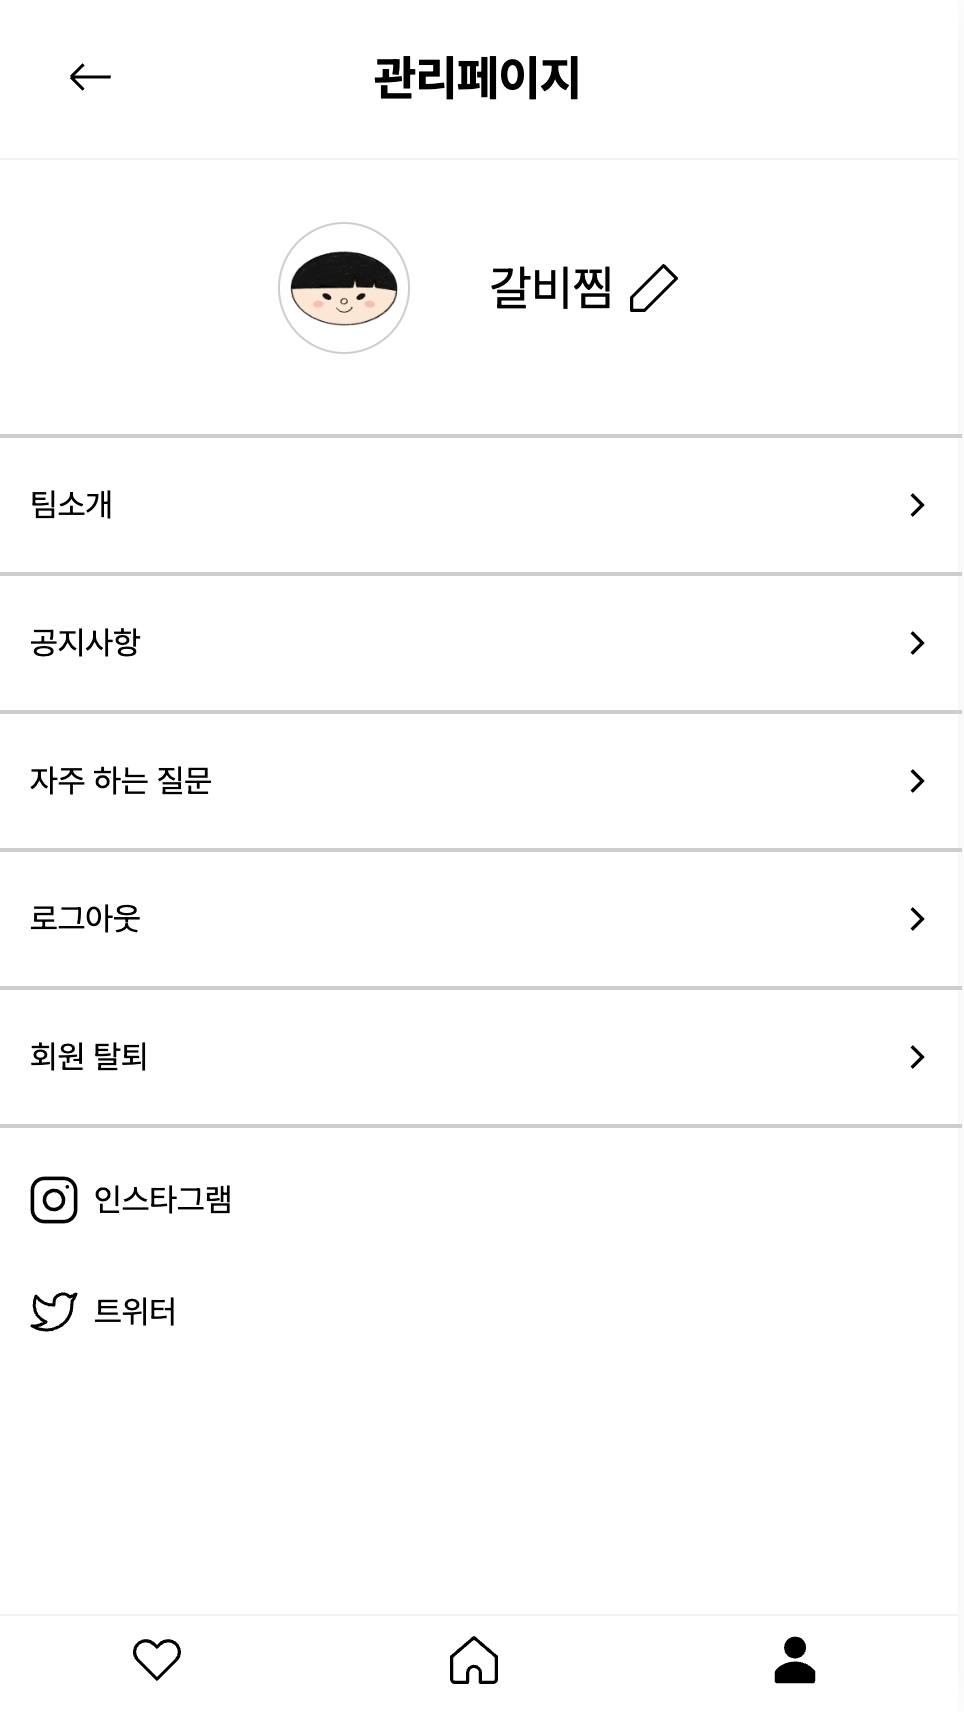 관리페이지
갈비찜
팀소개
공지사항
자주 하는 질문
로그아웃
회원 탈퇴
인스타그램
트위터